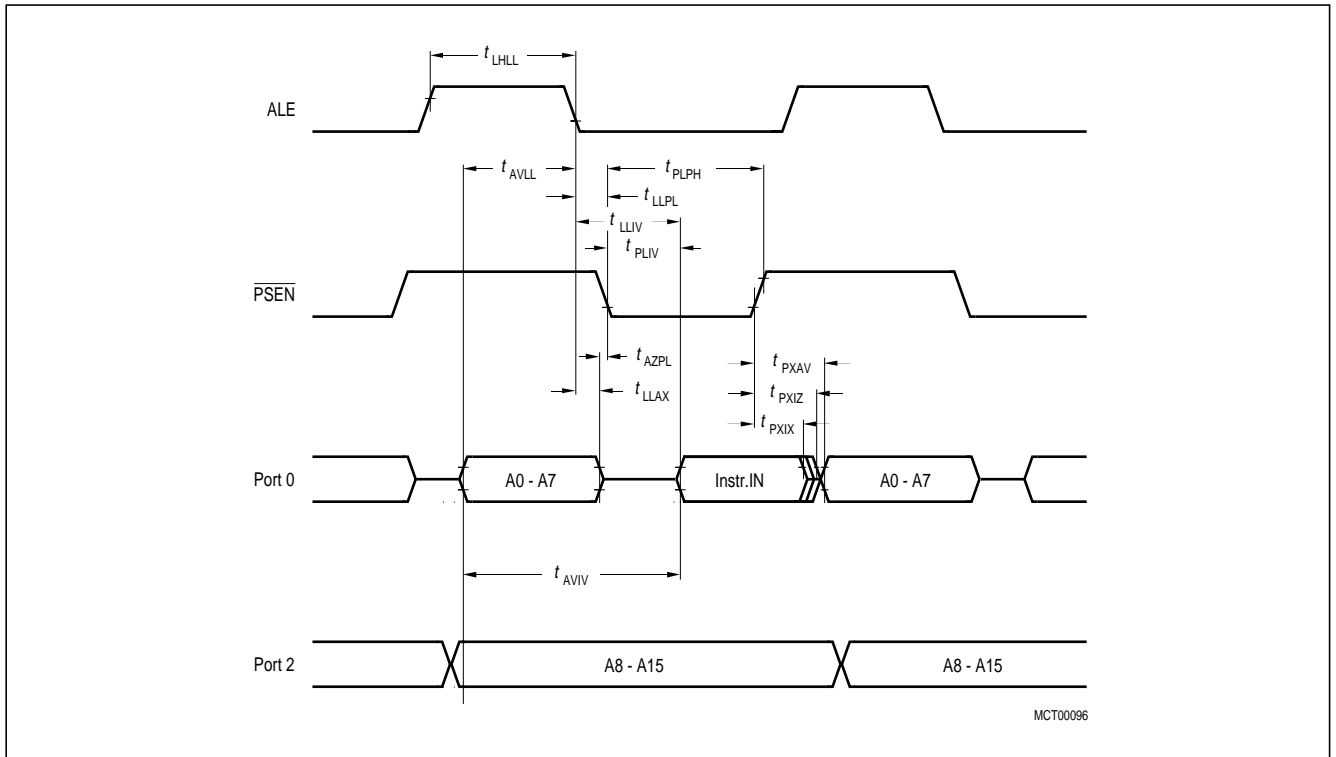 t LHLL
ALE
t AVLL
t PLPH
t LLPL
t LLIV
t PLIV
PSEN
t AZPL
t PXAV
t LLAX
t PXIZ
t PXIX
Port 0
A0 - A7
Instr.IN
A0 - A7
t AVIV
Port 2
A8 - A15
A8 - A15
MCT00096